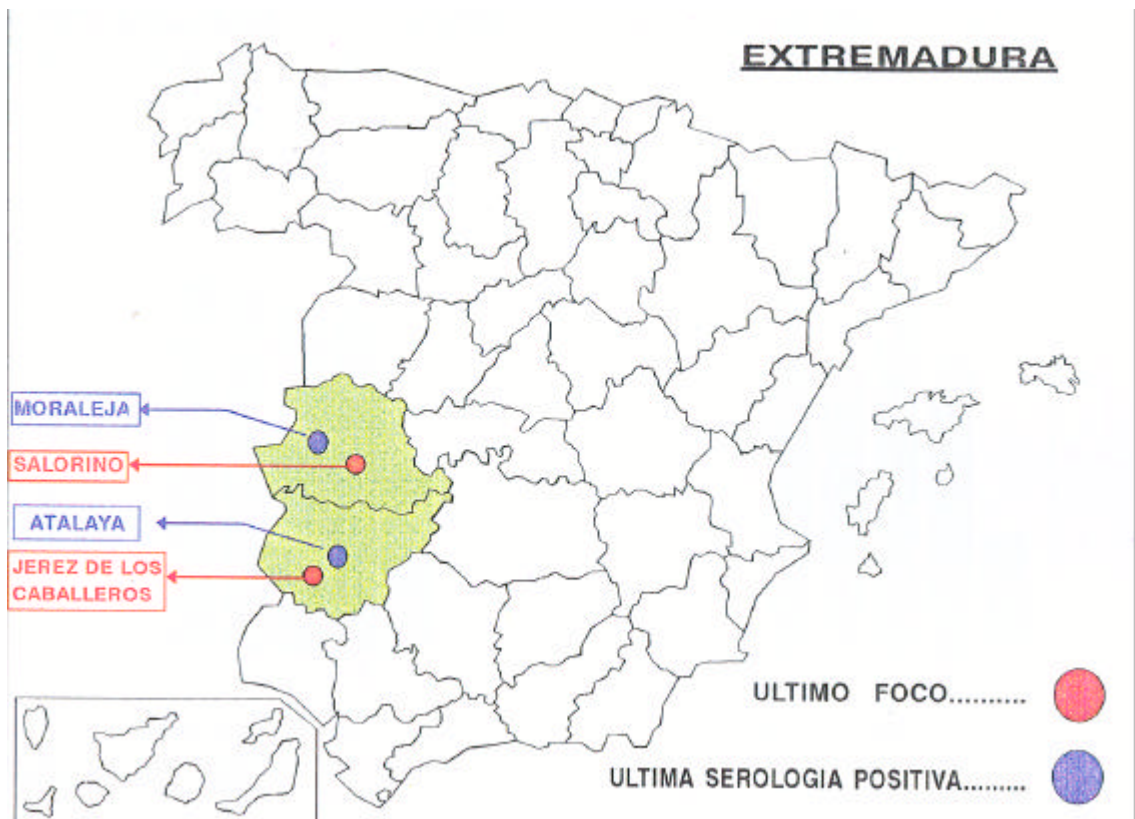 EXTREMADURA
MORALEJA
SALORINO
ATALAYA
JEREZ DE LOS
CABALLEROS
ULTIMO FOCO..........
ULTIMA SEROLOGIA POSITIVA.........